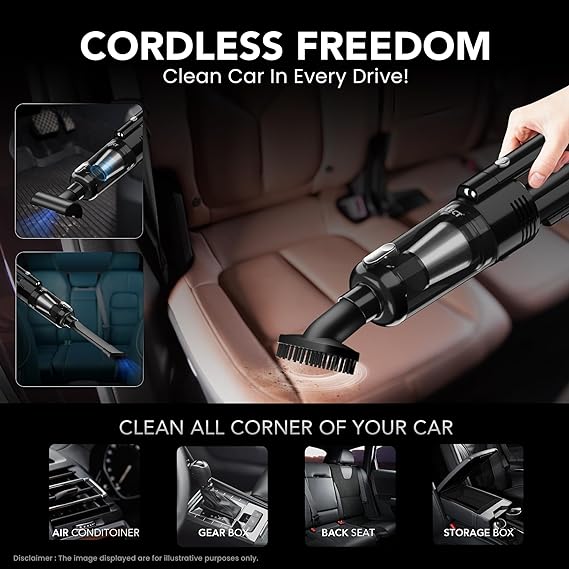 CORDLESS FREEDOM
Clean Car In Every Drive!
CLEAN ALL CORNER OF YOUR CAR
AIR CONDITOINER
GEAR BOX
BACK SEAT
STORAGE BOX
Disclaimer : The image displayed are for illustrative purposes only.